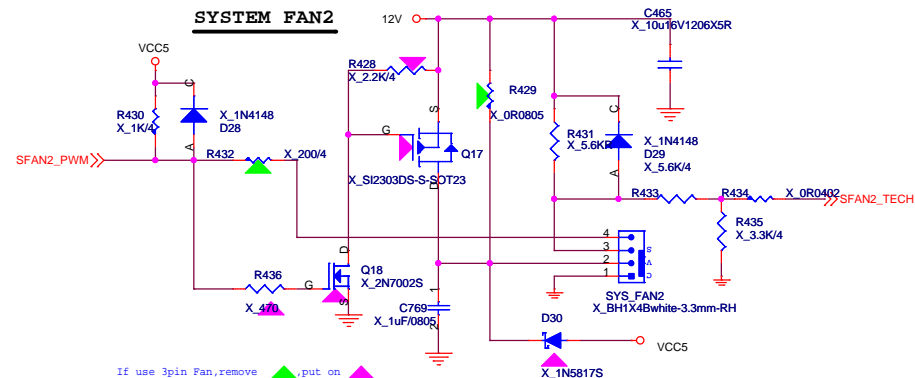 SYSTEM FAN2
12V
C465
X_10u16V1206X5R
VCC5
R428
X_2.2K/4
R429
X_0R0805
C
R430
X_1K/4
X_1N4148
D28
A
S
G
Q17
D
X_SI2303DS-S-SOT23
R431
X_5.6K
C
X_1N4148
D29
X_5.6K/4
A
SFAN2_PWM
R432
X_200/4
R433
R434
X_0R0402
SFAN2_TECH
R435
X_3.3K/4
4
3
2
1
S
V
C
SYS_FAN2
X_BH1X4Bwhite-3.3mm-RH
R436
X_470
D
G
S
Q18
X_2N7002S
C769
X_1uF/0805
1
2
D30
X_1N5817S
VCC5
If use 3pin Fan,remove ,put on